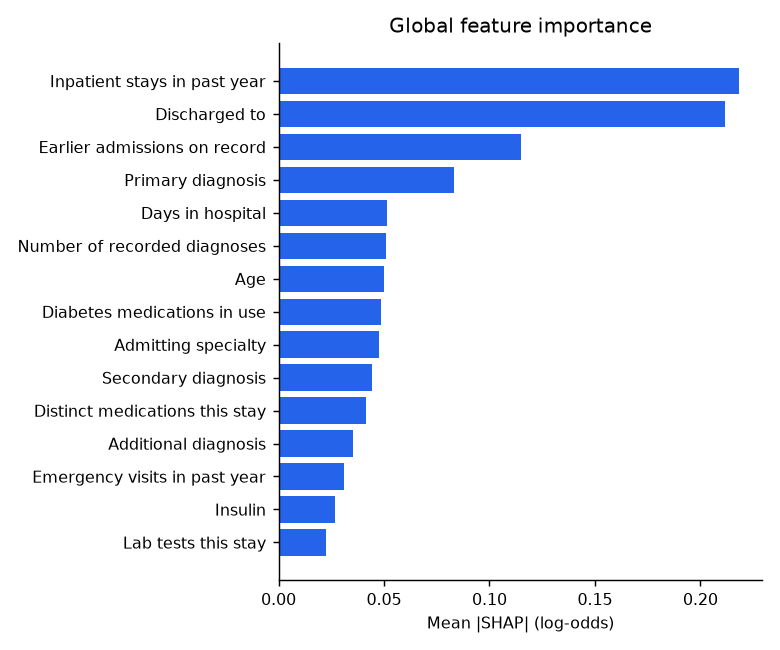 Global feature importance
Inpatient stays in past year
Discharged to
Earlier admissions on record
Primary diagnosis
Days in hospital
Number of recorded diagnoses
Age
Diabetes medications in use
Admitting specialty
Secondary diagnosis
Distinct medications this stay
Additional diagnosis
Emergency visits in past year
Insulin
Lab tests this stay
0.00 0.05 0.10 0.15 0.20
Mean |SHAP| (log-odds)